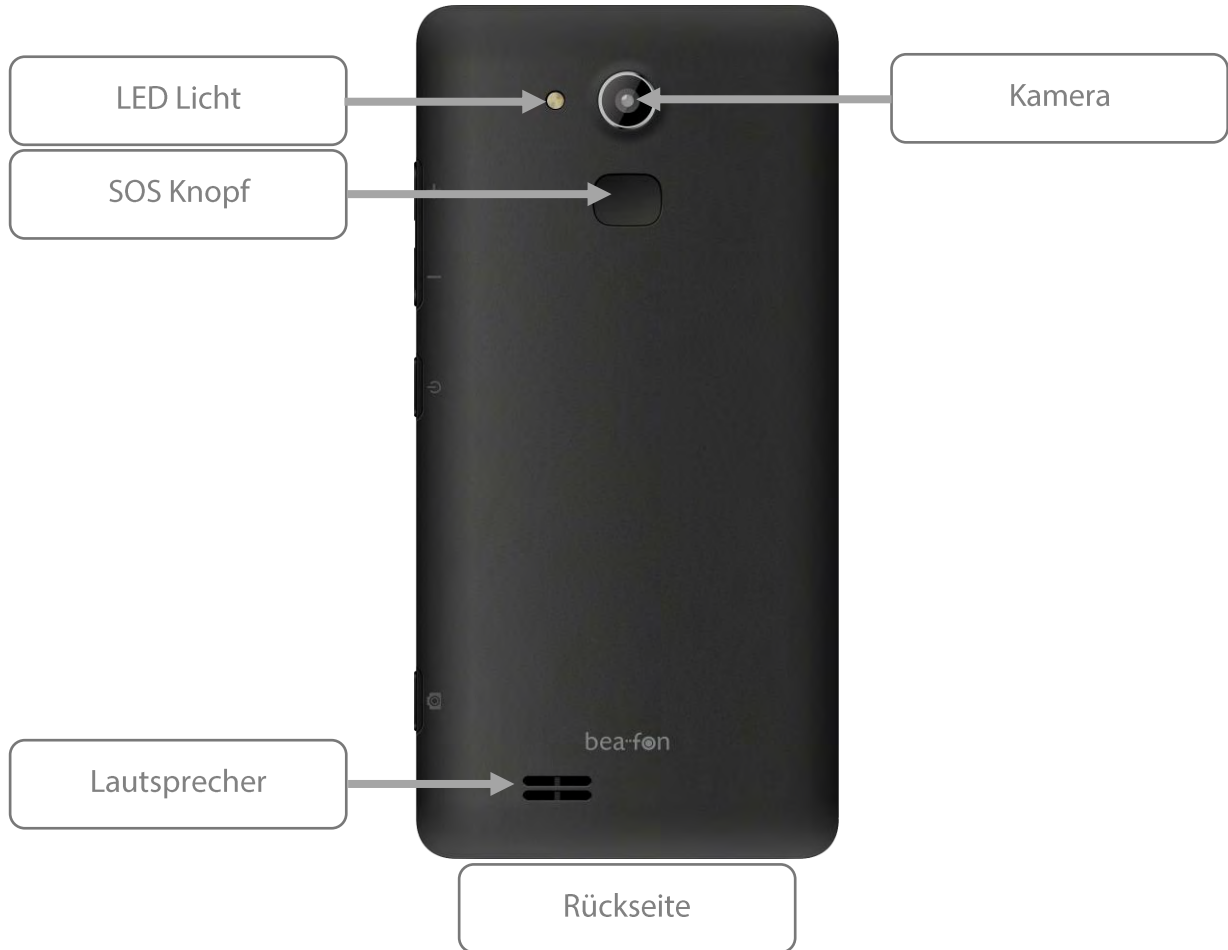 LED Licht
Kamera
SOS Knopf
bea-fon
Lautsprecher
Rückseite